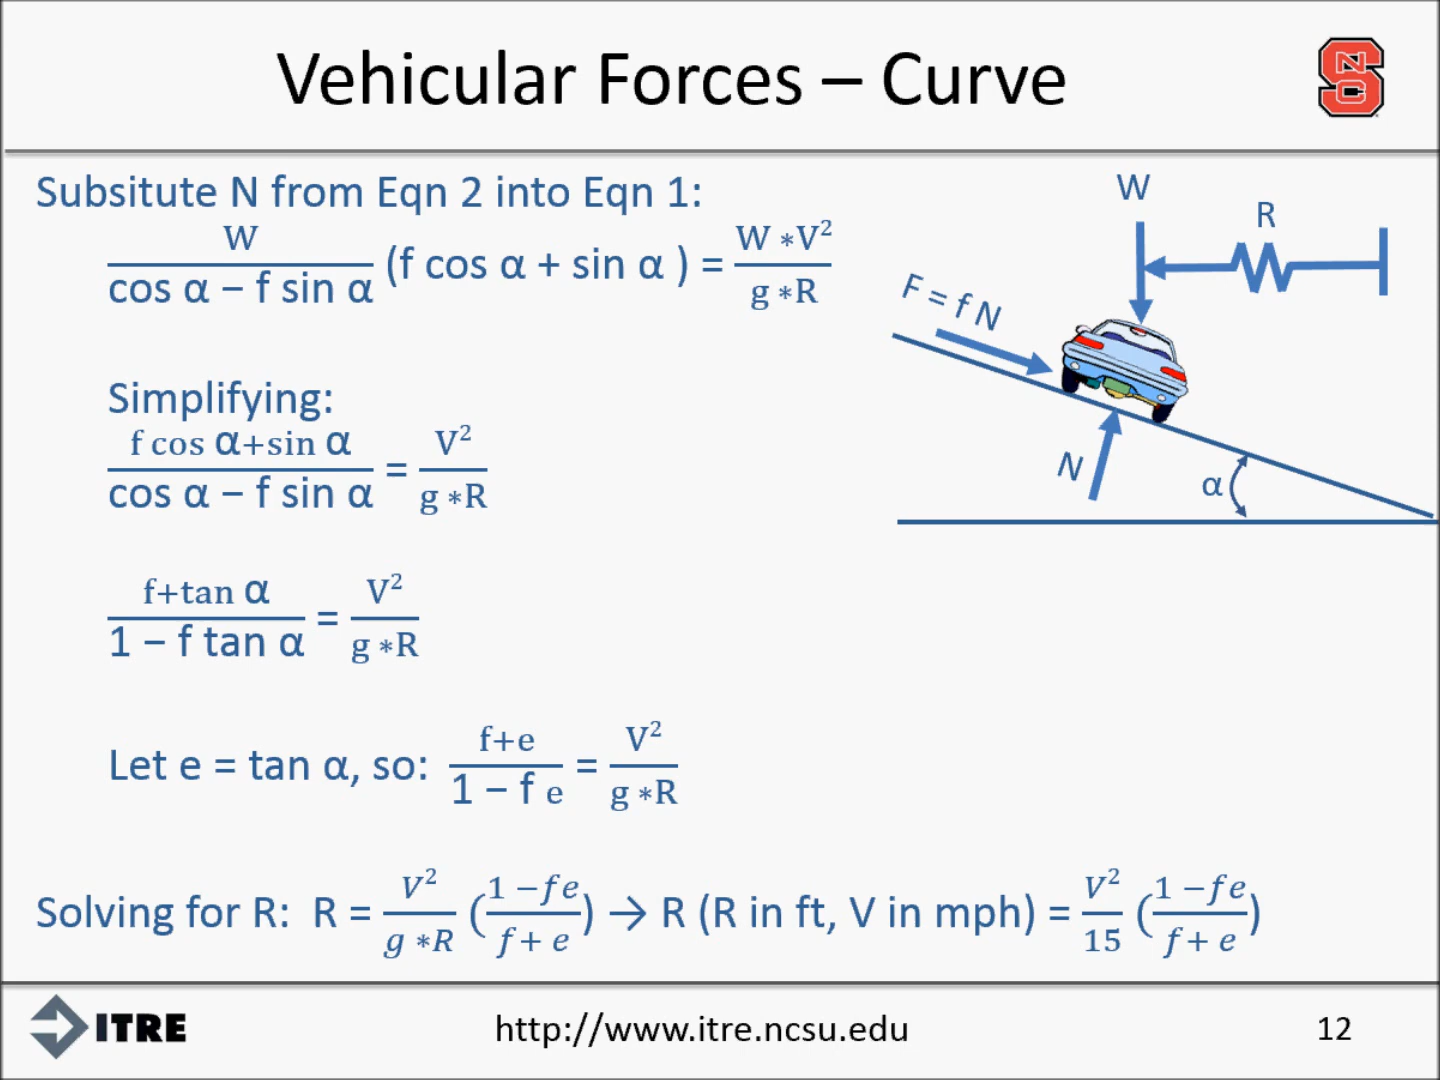 Vehicular Forces – Curve
NC S
Subsitute N from Eqn 2 into Eqn 1:
W / (cos α − f sin α) (f cos α + sin α ) = W ∗V² / (g ∗R)
Simplifying:
(f cos α+sin α) / (cos α − f sin α) = V² / (g ∗R)
(f+tan α) / (1 − f tan α) = V² / (g ∗R)
Let e = tan α, so: (f+e) / (1 − f e) = V² / (g ∗R)
Solving for R: R = V² / (g ∗R) ((1 −fe) / (f+ e)) → R (R in ft, V in mph) = V² / 15 ((1 −fe) / (f+ e))
W
R
F = f N
N
α
ITRE
http://www.itre.ncsu.edu
12